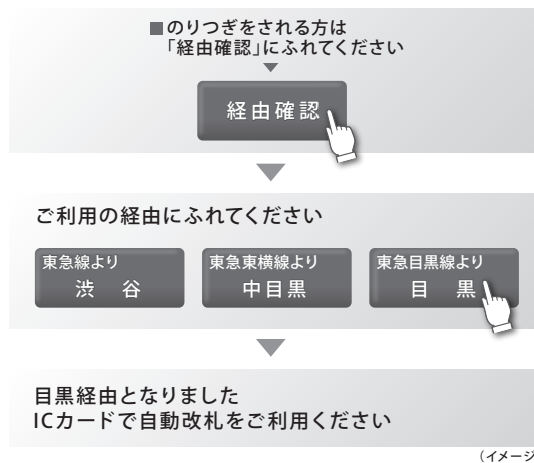 ■のりつぎをされる方は
「経由確認」にふれてください
経由確認
ご利用の経由にふれてください
東急線より
渋 谷
東急東横線より
中目黒
東急目黒線より
目 黒
目黒経由となりました
ICカードで自動改札をご利用ください
（イメージ